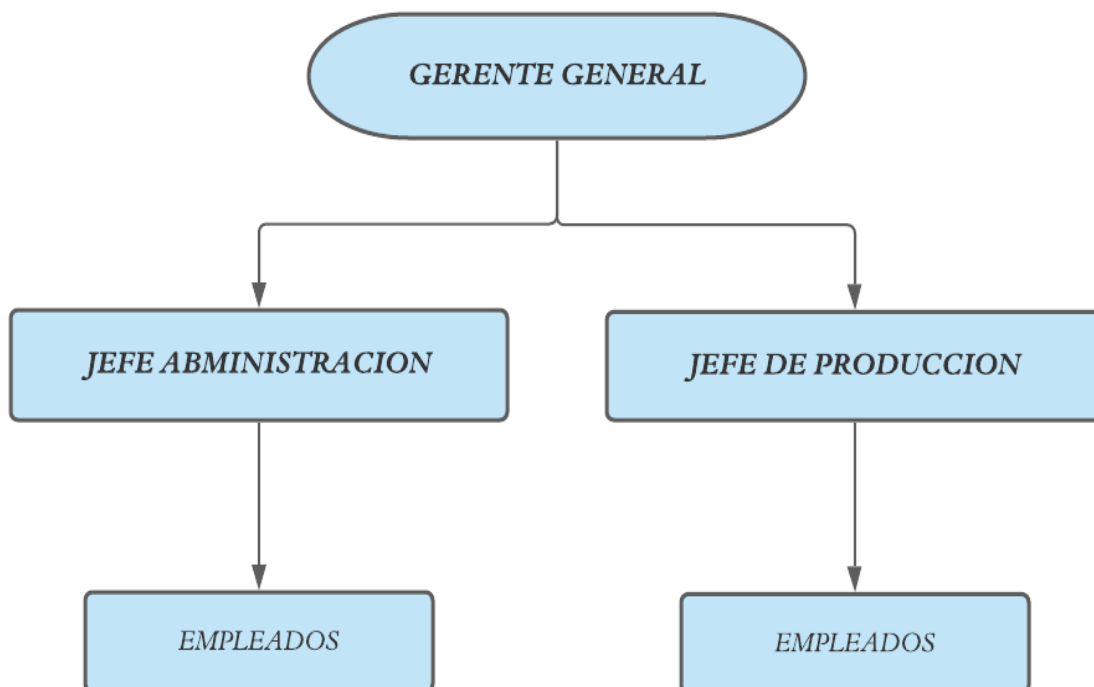 GERENTE GENERAL
JEFE ABMINISTRACION
JEFE DE PRODUCCION
EMPLEADOS
EMPLEADOS